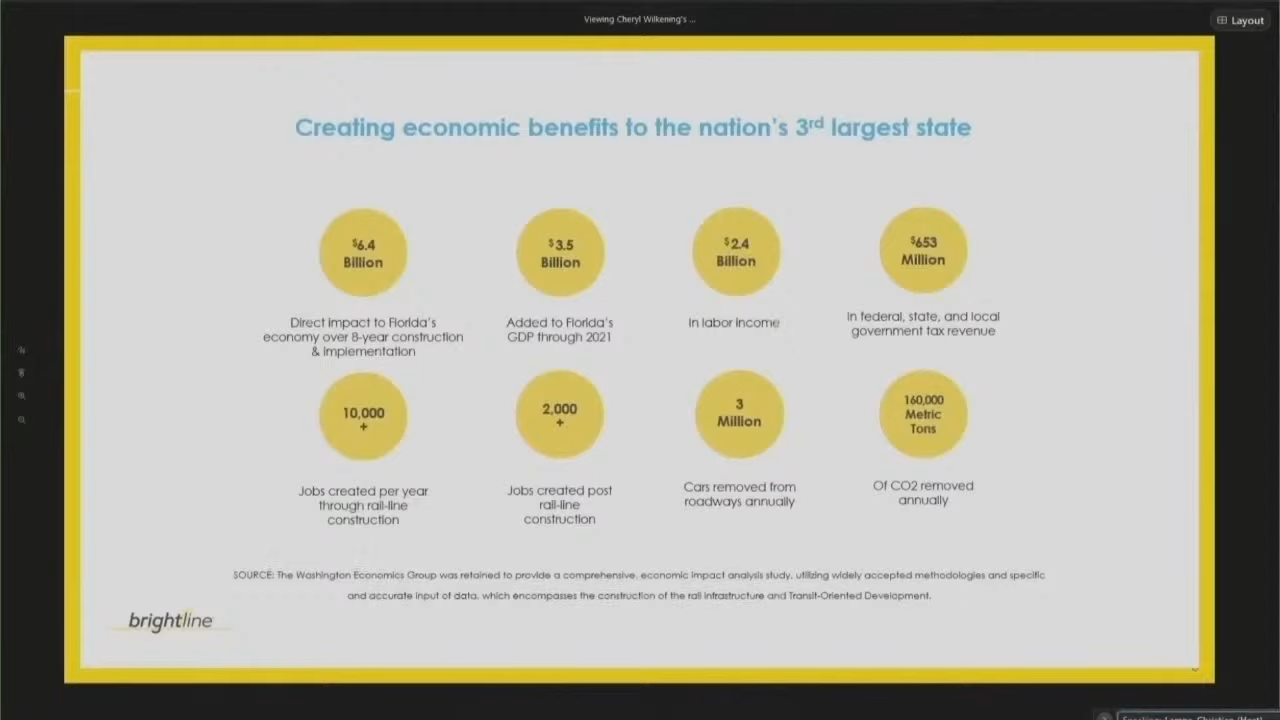 Viewing Cheryl Wilkening's ...
Layout
Creating economic benefits to the nation's 3rd largest state
$6.4
Billion
Direct impact to Florida's
economy over 8-year construction
& implementation
$3.5
Billion
Added to Florida's
GDP through 2021
$2.4
Billion
In labor income
$653
Million
In federal, state, and local
government tax revenue
10,000
+
Jobs created per year
through rail-line
construction
2,000
+
Jobs created post
rail-line
construction
3
Million
Cars removed from
roadways annually
160,000
Metric
Tons
Of CO2 removed
annually
SOURCE: The Washington Economics Group was retained to provide a comprehensive, economic impact analysis study, utilizing widely accepted methodologies and specific
and accurate input of data, which encompasses the construction of the rail infrastructure and Transit-Oriented Development.
brightline